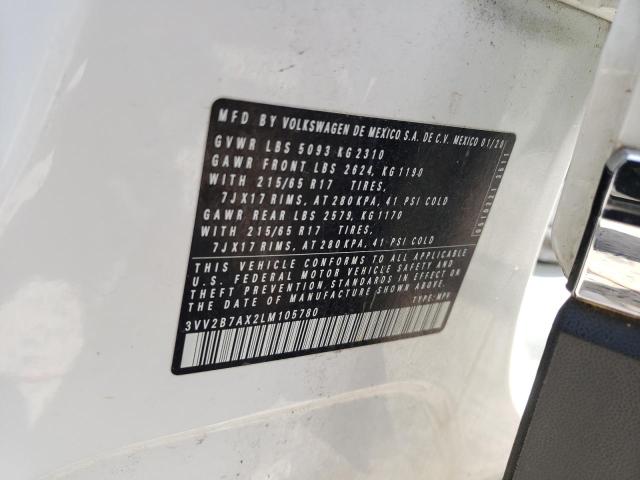 MFD BY VOLKSWAGEN DE MEXICO S.A. DE C.V. MEXICO 01/20
GVWR LBS 5093 KG 2310
GAWR FRONT LBS 2624, KG 1190
WITH 215/65 R17 TIRES,
7JX17 RIMS, AT 280 KPA, 41 PSI COLD
GAWR REAR LBS 2579, KG 1170
WITH 215/65 R17 TIRES,
7JX17 RIMS, AT 280 KPA, 41 PSI COLD
THIS VEHICLE CONFORMS TO ALL APPLICABLE
U.S. FEDERAL MOTOR VEHICLE SAFETY AND
THEFT PREVENTION STANDARDS IN EFFECT ON
THE DATE OF MANUFACTURE SHOWN ABOVE.
3VV2B7AX2LM105780 TYPE: MPV